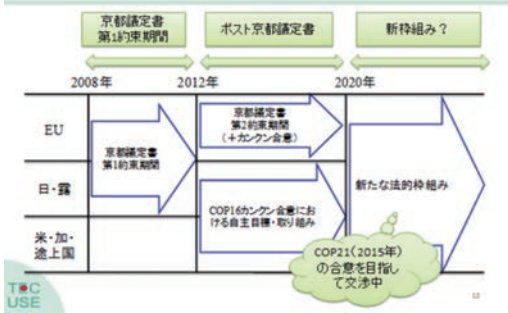 京都議定書
第1約束期間
ポスト京都議定書
新枠組み?
2008年
2012年
2020年
EU
日・露
米・加・
途上国
京都議定書
第1約束期間
京都議定書
第2約束期間
(+カンクン合意)
COP16カンクン合意にお
ける自主目標・取り組み
新たな法的枠組み
COP21(2015年)
の合意を目指し
て交渉中
USE
12